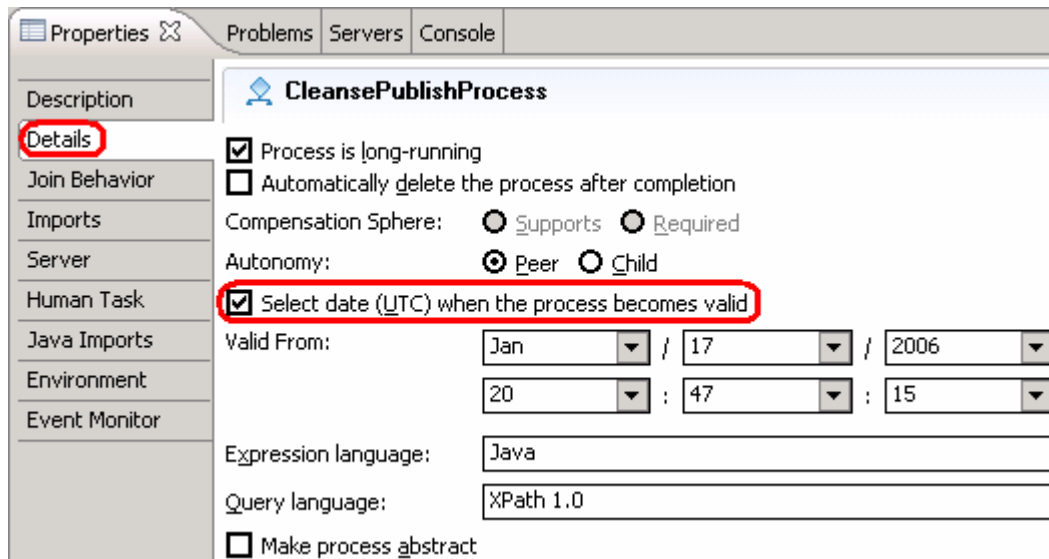 Properties Problems Servers Console
CleansePublishProcess
Description
Details
Join Behavior
Imports
Server
Human Task
Java Imports
Environment
Event Monitor
Process is long-running
Automatically delete the process after completion
Compensation Sphere: Supports Required
Autonomy: Peer Child
Select date (UTC) when the process becomes valid
Valid From: Jan / 17 / 2006
20 : 47 : 15
Expression language: Java
Query language: XPath 1.0
Make process abstract